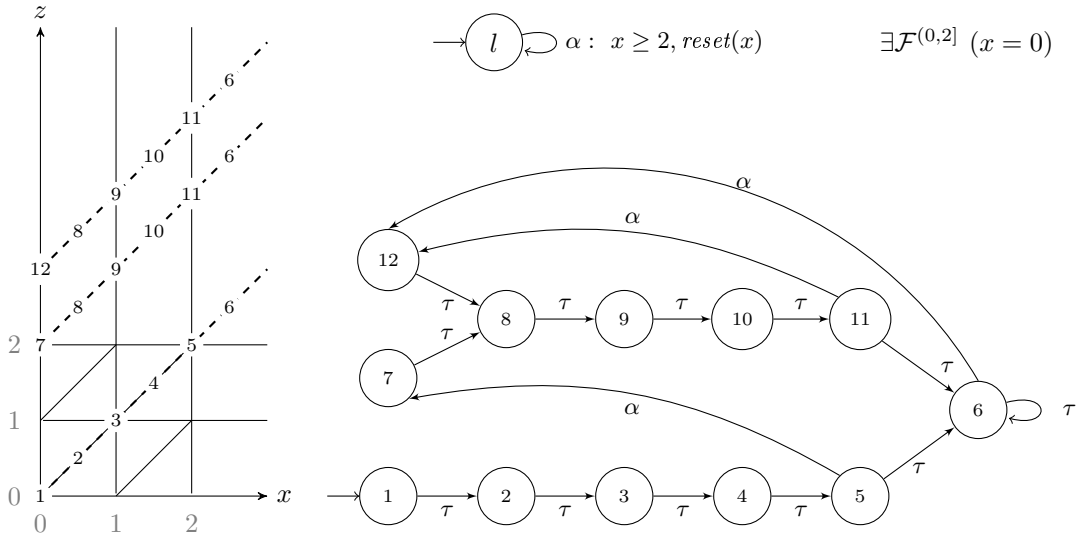 z
l α : x ≥ 2, reset(x) ∃ℱ^{(0,2]} (x = 0)
6
11
10 6
9 11
8 10
12 9
8 6
2 7 5
4
1 3
2
0 1 x
0 1 2
α
α
12
τ τ τ τ
8 9 10 11
τ
7 τ
6 τ
α
τ
1 2 3 4 5
τ τ τ τ